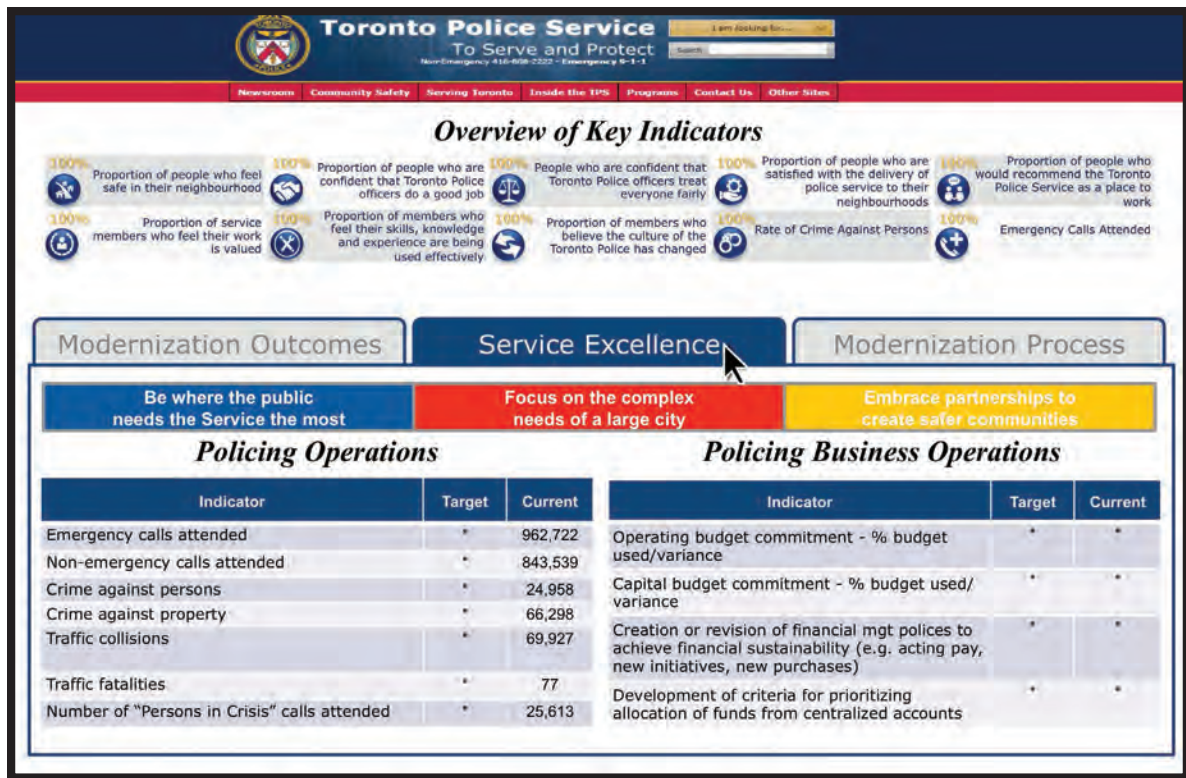 Toronto Police Service
To Serve and Protect
Non-Emergency 416-808-2222 - Emergency 9-1-1
I am looking for...
Search
Newsroom Community Safety Serving Toronto Inside the TPS Programs Contact Us Other Sites
Overview of Key Indicators
100%
Proportion of people who feel
safe in their neighbourhood
100%
Proportion of people who are
confident that Toronto Police
officers do a good job
100%
People who are confident that
Toronto Police officers treat
everyone fairly
100%
Proportion of people who are
satisfied with the delivery of
police service to their
neighbourhoods
100%
Proportion of people who
would recommend the Toronto
Police Service as a place to
work
100%
Proportion of service
members who feel their work
is valued
100%
Proportion of members who
feel their skills, knowledge
and experience are being
used effectively
100%
Proportion of members who
believe the culture of the
Toronto Police has changed
100%
Rate of Crime Against Persons
100%
Emergency Calls Attended
Modernization Outcomes
Service Excellence
Modernization Process
Be where the public
needs the Service the most
Focus on the complex
needs of a large city
Embrace partnerships to
create safer communities
Policing Operations
Indicator Target Current
Emergency calls attended * 962,722
Non-emergency calls attended * 843,539
Crime against persons * 24,958
Crime against property * 66,298
Traffic collisions * 69,927
Traffic fatalities * 77
Number of “Persons in Crisis” calls attended * 25,613
Policing Business Operations
Indicator Target Current
Operating budget commitment - % budget * *
used/variance
Capital budget commitment - % budget used/ * *
variance
Creation or revision of financial mgt polices to * *
achieve financial sustainability (e.g. acting pay,
new initiatives, new purchases)
Development of criteria for prioritizing * *
allocation of funds from centralized accounts